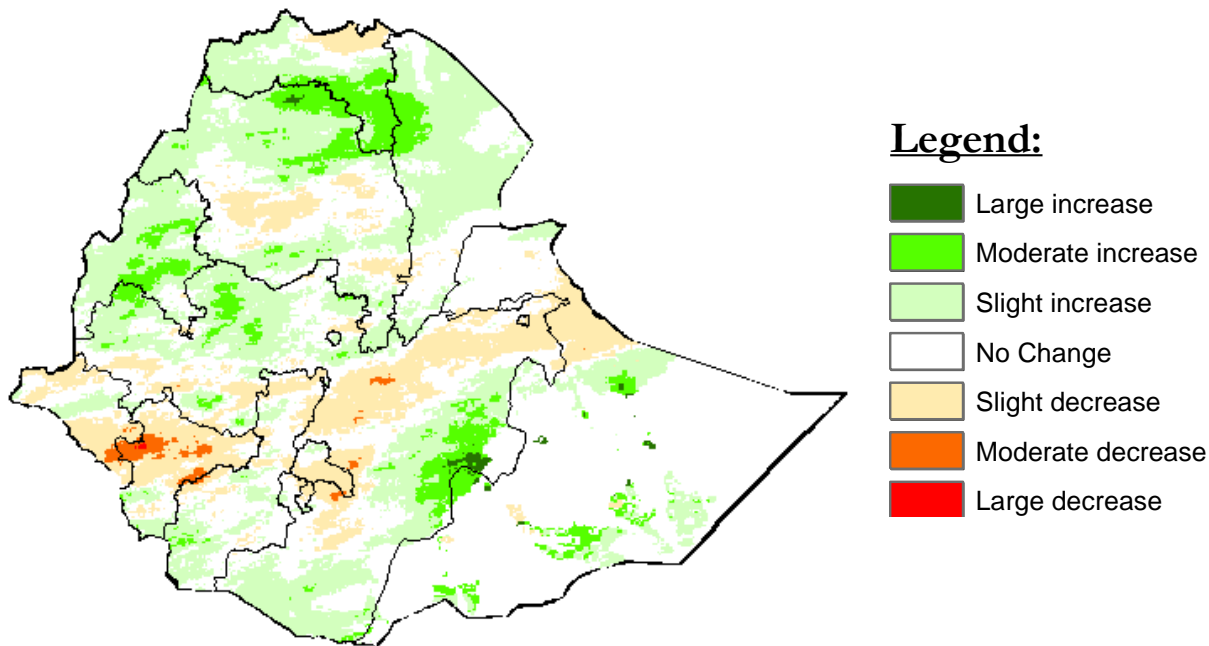 Legend:
Large increase
Moderate increase
Slight increase
No Change
Slight decrease
Moderate decrease
Large decrease